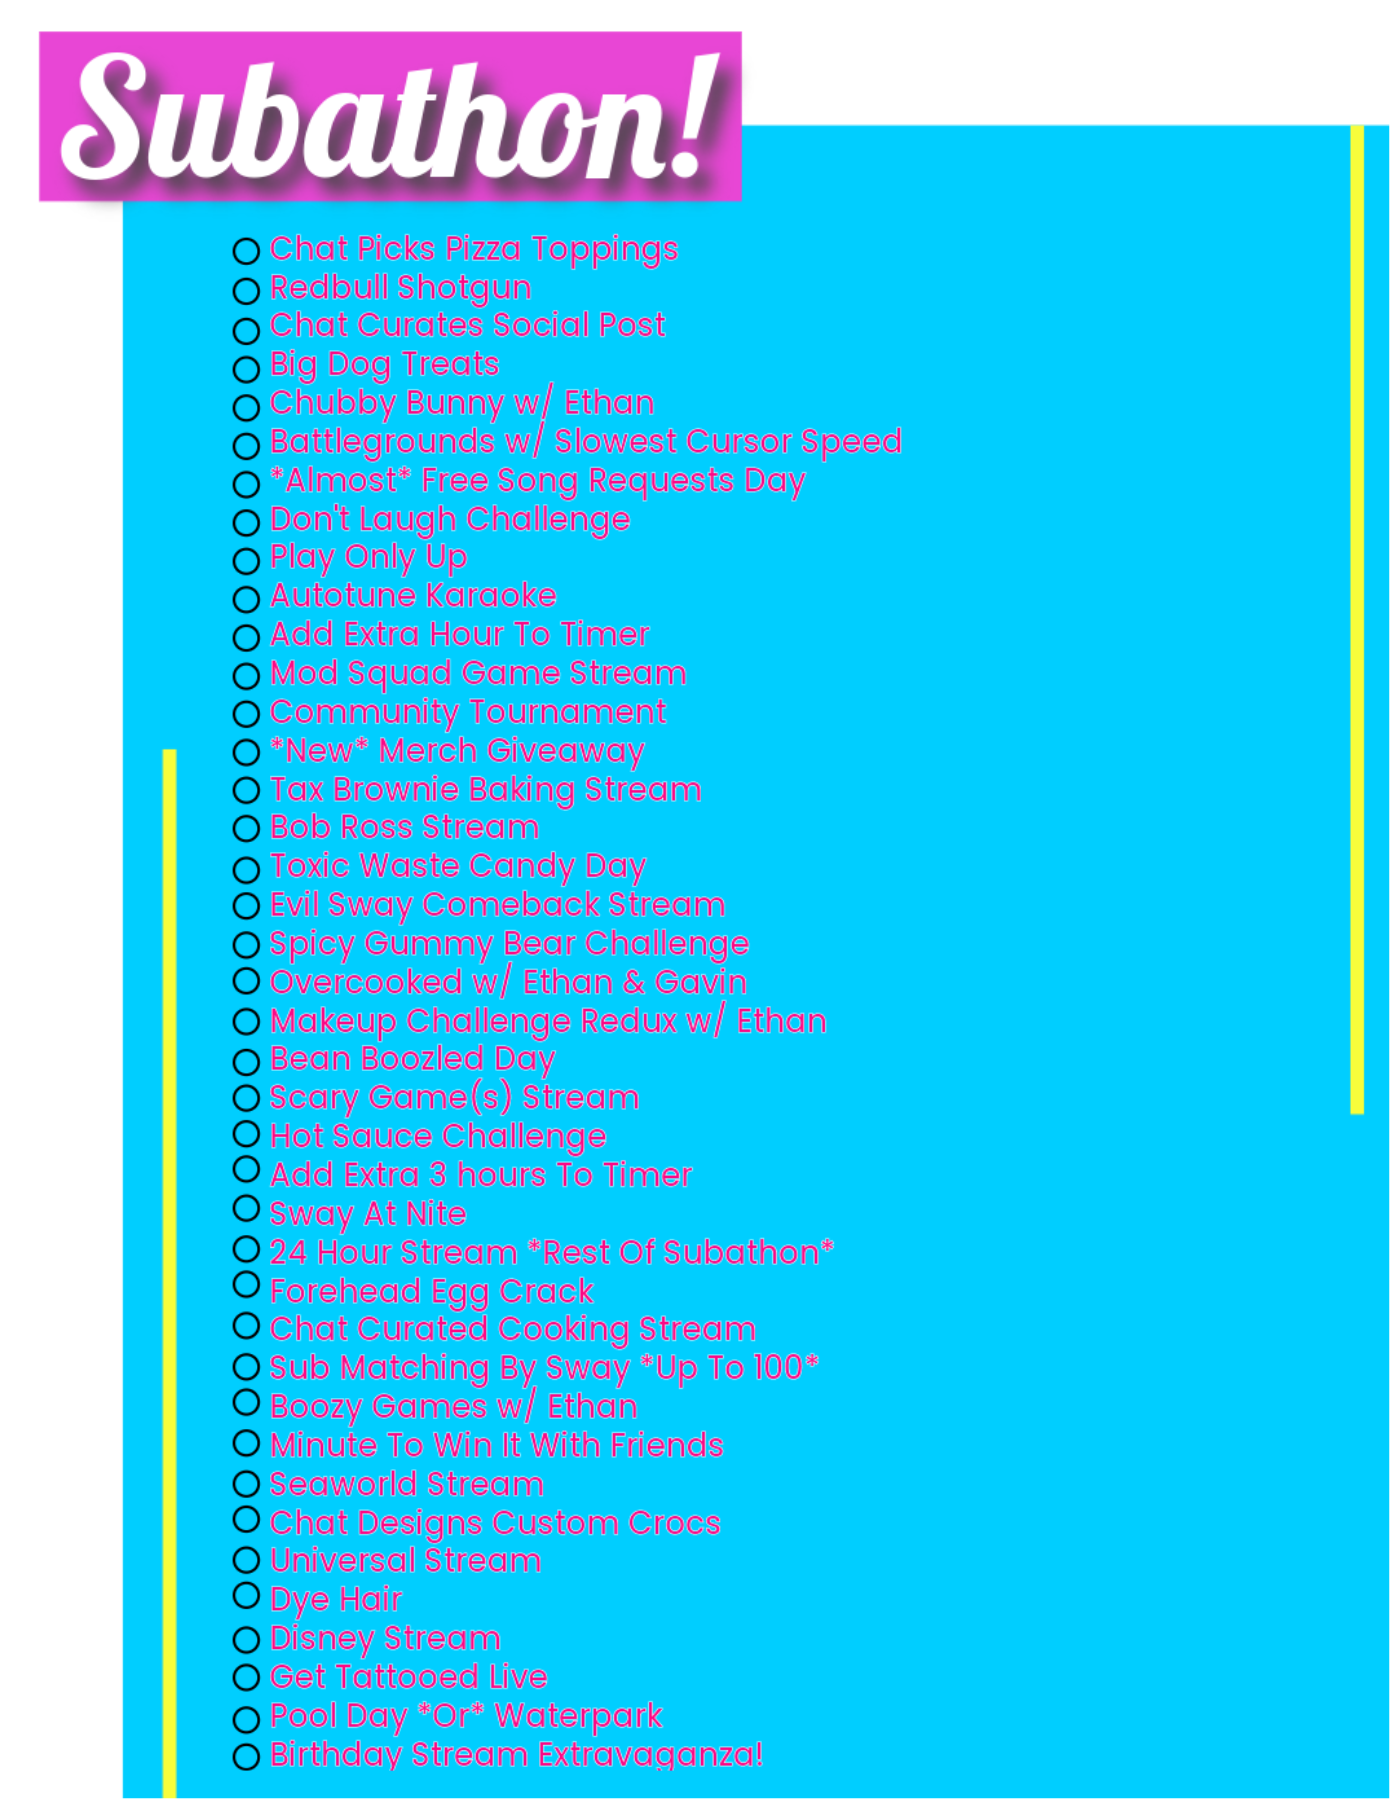 Subathon!
Chat Picks Pizza Toppings
Redbull Shotgun
Chat Curates Social Post
Big Dog Treats
Chubby Bunny w/ Ethan
Battlegrounds w/ Slowest Cursor Speed
*Almost* Free Song Requests Day
Don't Laugh Challenge
Play Only Up
Autotune Karaoke
Add Extra Hour To Timer
Mod Squad Game Stream
Community Tournament
*New* Merch Giveaway
Tax Brownie Baking Stream
Bob Ross Stream
Toxic Waste Candy Day
Evil Sway Comeback Stream
Spicy Gummy Bear Challenge
Overcooked w/ Ethan & Gavin
Makeup Challenge Redux w/ Ethan
Bean Boozled Day
Scary Game(s) Stream
Hot Sauce Challenge
Add Extra 3 hours To Timer
Sway At Nite
24 Hour Stream *Rest Of Subathon*
Forehead Egg Crack
Chat Curated Cooking Stream
Sub Matching By Sway *Up To 100*
Boozy Games w/ Ethan
Minute To Win It With Friends
Seaworld Stream
Chat Designs Custom Crocs
Universal Stream
Dye Hair
Disney Stream
Get Tattooed Live
Pool Day *Or* Waterpark
Birthday Stream Extravaganza!